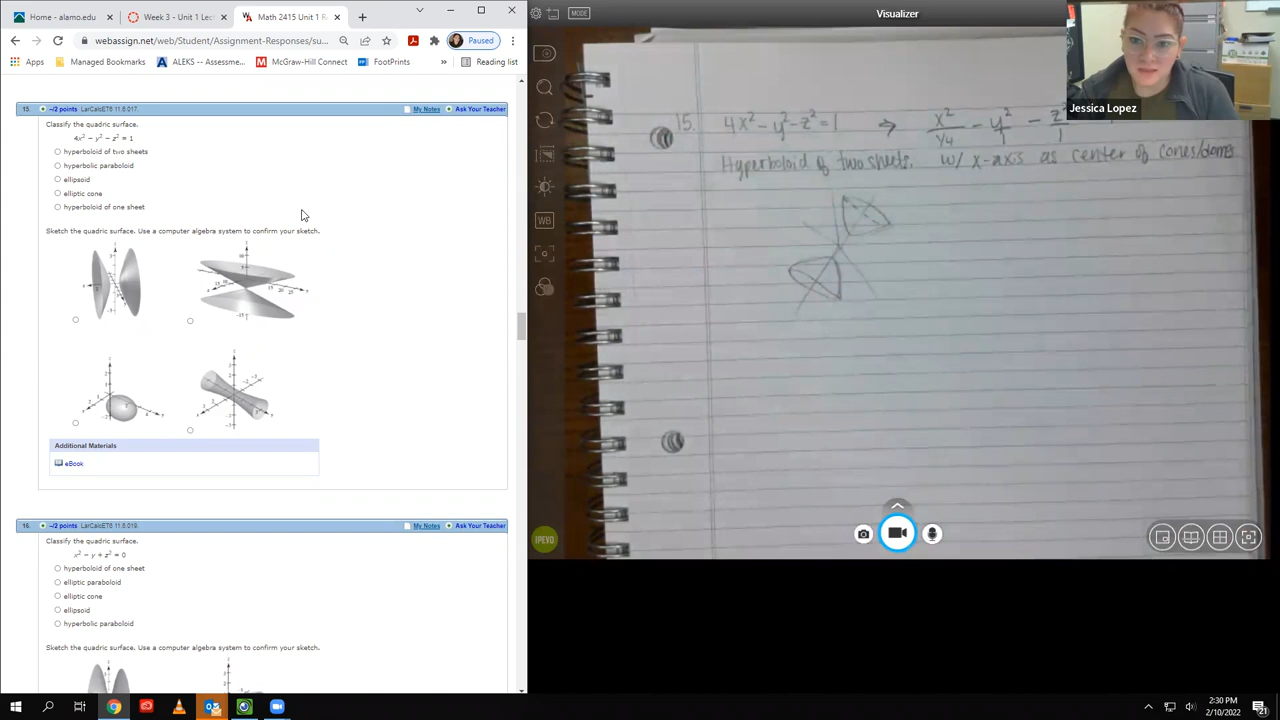 Home - alamo.edu
Week 3 - Unit 1 Le
Math 2415 Unit 1 R
webassign.net/web/Student/Assignment-Responses/su...
Paused
Apps
Managed Bookmarks
ALEKS -- Assessme...
McGraw-Hill Connect
FootPrints
»
Reading list
15.
-/2 points
LarCalcET6 11.6.017.
My Notes
Ask Your Teacher
Classify the quadric surface.
4x² − y² − z² = 1
hyperboloid of two sheets
hyperbolic paraboloid
ellipsoid
elliptic cone
hyperboloid of one sheet
Sketch the quadric surface. Use a computer algebra system to confirm your sketch.
Additional Materials
eBook
16.
-/2 points
LarCalcET6 11.6.019.
My Notes
Ask Your Teacher
Classify the quadric surface.
x² − y + z² = 0
hyperboloid of one sheet
elliptic paraboloid
elliptic cone
ellipsoid
hyperbolic paraboloid
Sketch the quadric surface. Use a computer algebra system to confirm your sketch.
MODE
Visualizer
WB
IPEVO
Jessica Lopez
15. 4x² - y² - z² = 1 ⇒ x²/1/4 - y²/1 - z²/1
Hyperboloid of two sheets. w/ x-axis as center of cones/
2:30 PM
2/10/2022
21